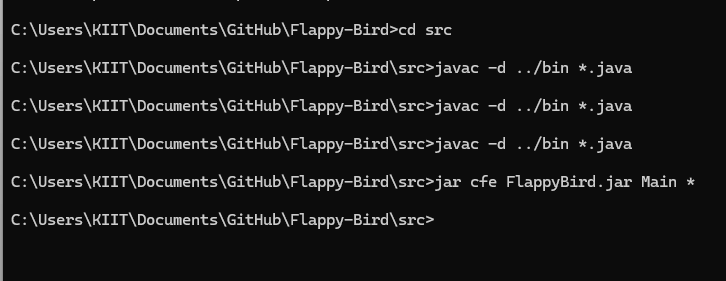 C:\Users\KIIT\Documents\GitHub\Flappy-Bird>cd src
C:\Users\KIIT\Documents\GitHub\Flappy-Bird\src>javac -d ../bin *.java
C:\Users\KIIT\Documents\GitHub\Flappy-Bird\src>javac -d ../bin *.java
C:\Users\KIIT\Documents\GitHub\Flappy-Bird\src>javac -d ../bin *.java
C:\Users\KIIT\Documents\GitHub\Flappy-Bird\src>jar cfe FlappyBird.jar Main *
C:\Users\KIIT\Documents\GitHub\Flappy-Bird\src>